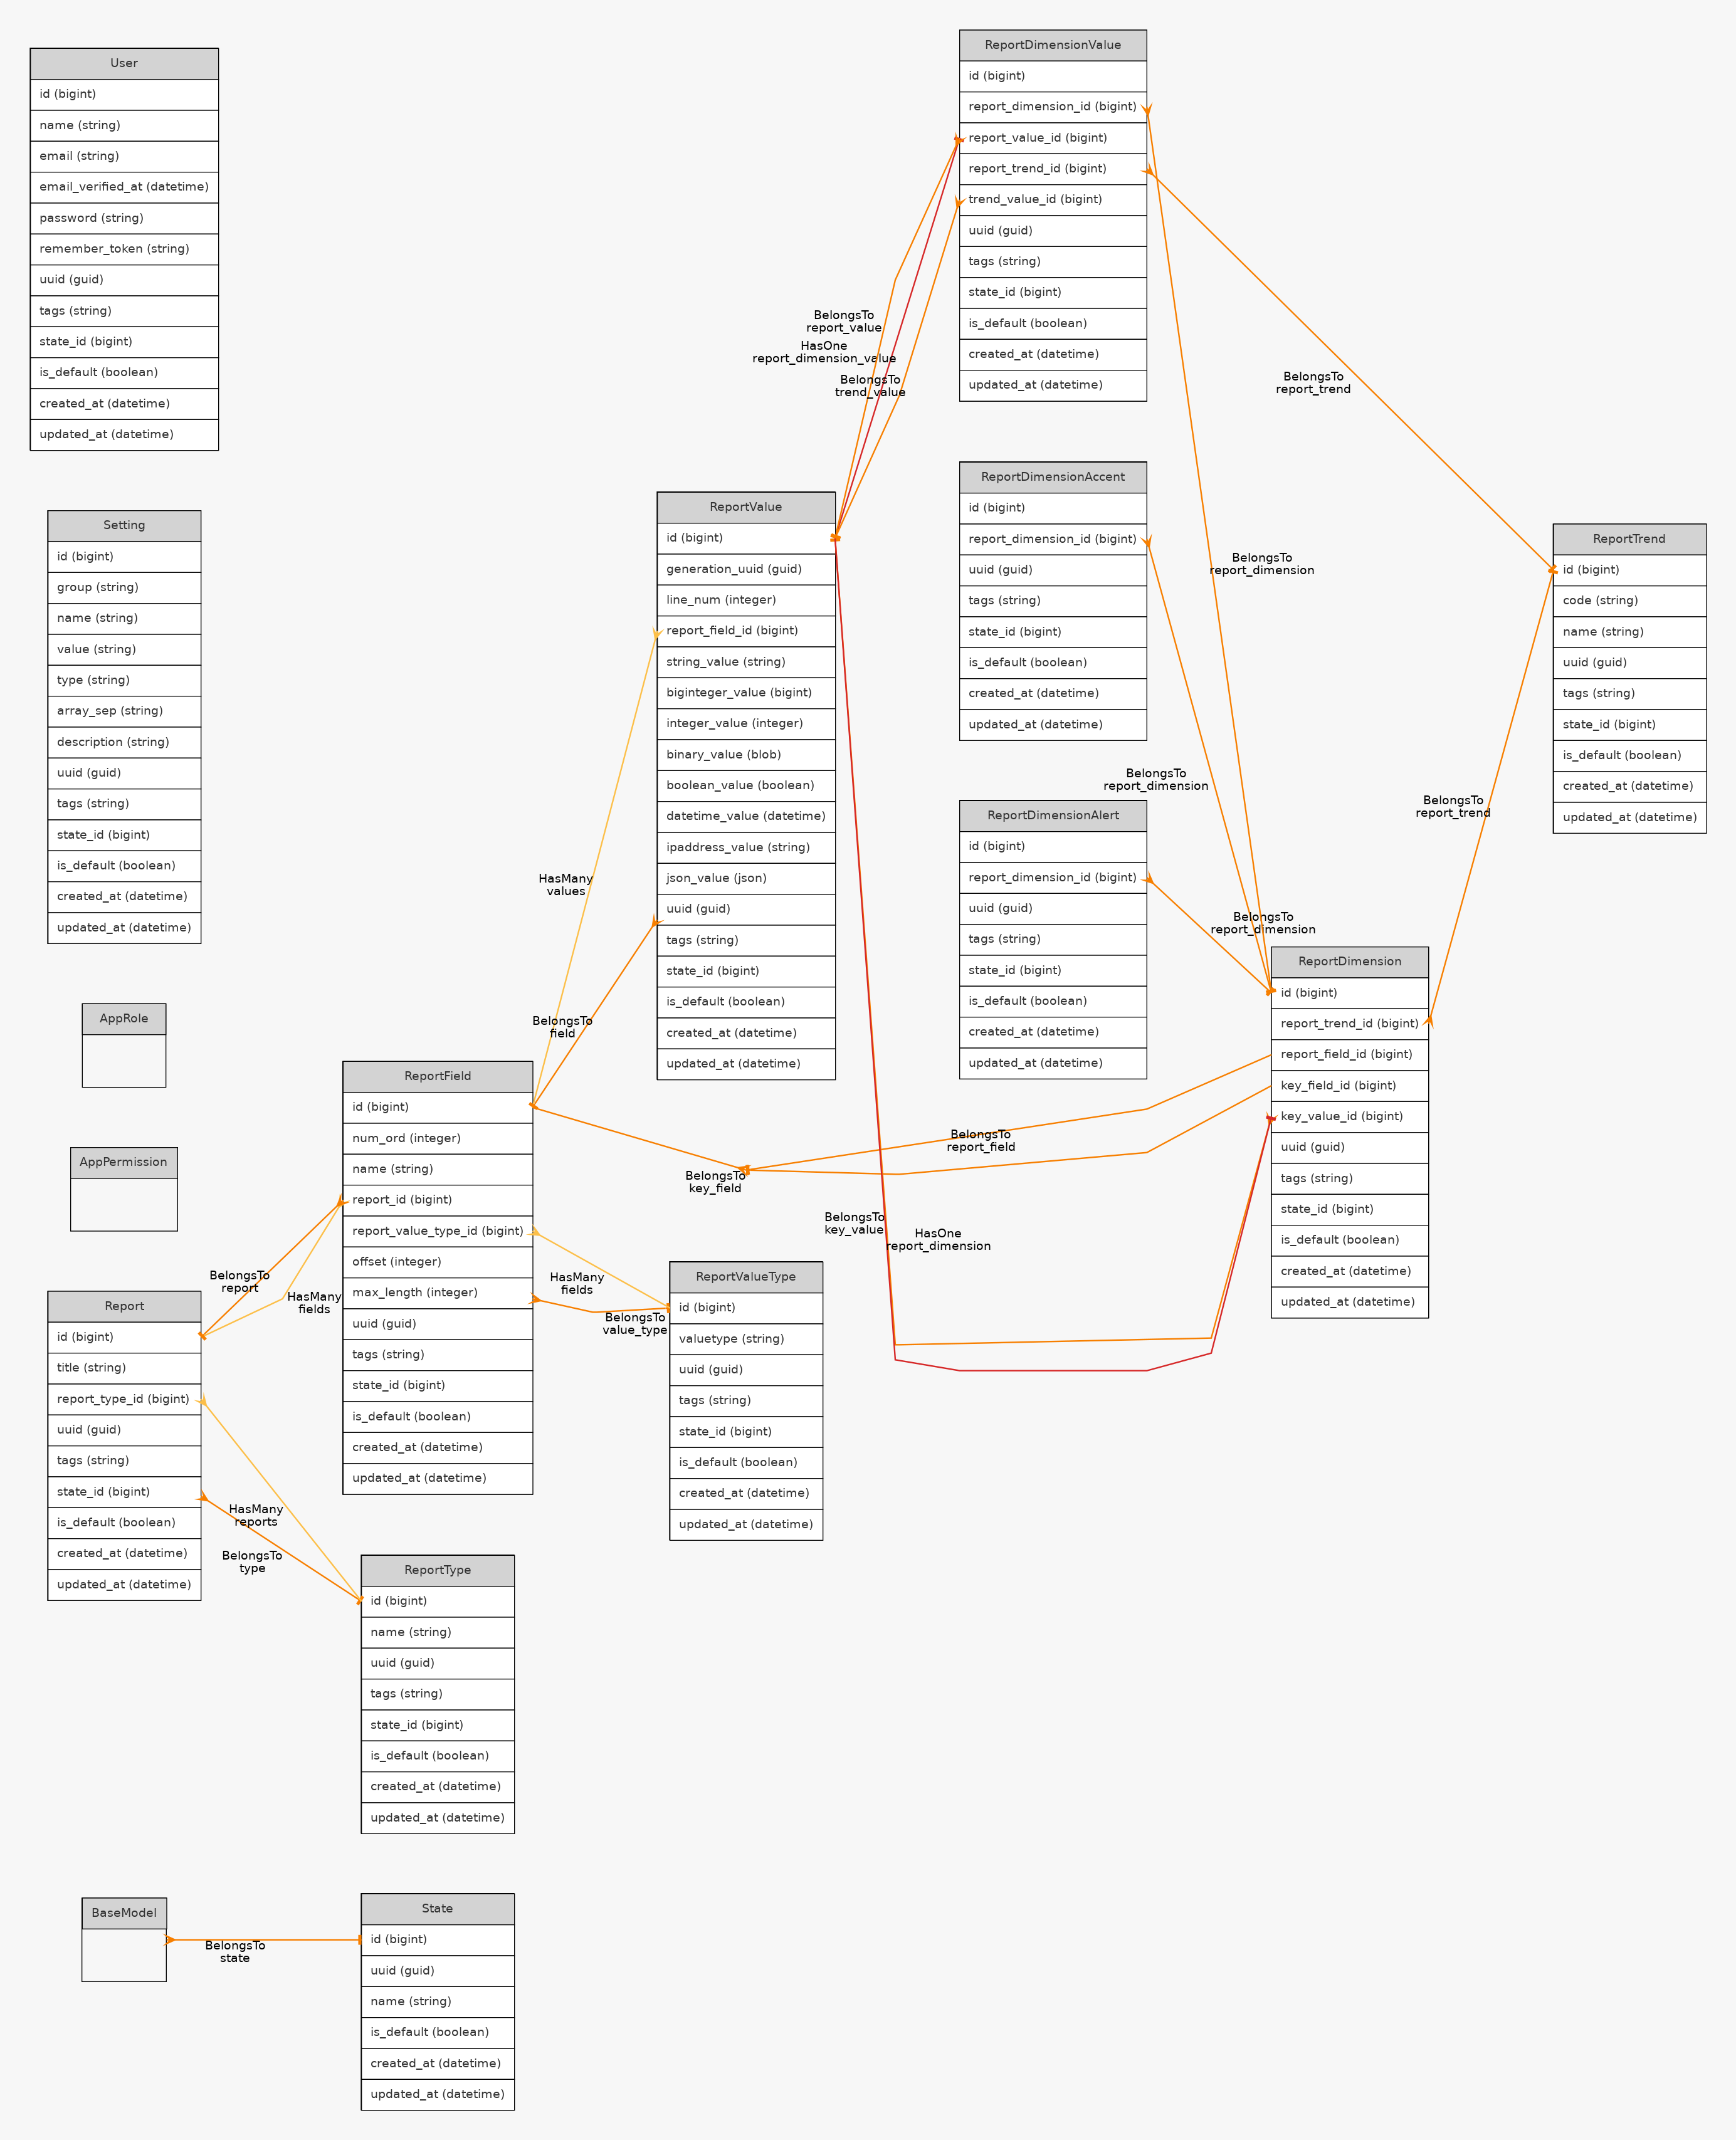 User
id (bigint)
name (string)
email (string)
email_verified_at (datetime)
password (string)
remember_token (string)
uuid (guid)
tags (string)
state_id (bigint)
is_default (boolean)
created_at (datetime)
updated_at (datetime)
Setting
id (bigint)
group (string)
name (string)
value (string)
type (string)
array_sep (string)
description (string)
uuid (guid)
tags (string)
state_id (bigint)
is_default (boolean)
created_at (datetime)
updated_at (datetime)
AppRole
AppPermission
Report
id (bigint)
title (string)
report_type_id (bigint)
uuid (guid)
tags (string)
state_id (bigint)
is_default (boolean)
created_at (datetime)
updated_at (datetime)
BaseModel
BelongsTo
state
BelongsTo
report
HasMany
fields
HasMany
reports
BelongsTo
type
ReportField
id (bigint)
num_ord (integer)
name (string)
report_id (bigint)
report_value_type_id (bigint)
offset (integer)
max_length (integer)
uuid (guid)
tags (string)
state_id (bigint)
is_default (boolean)
created_at (datetime)
updated_at (datetime)
ReportType
id (bigint)
name (string)
uuid (guid)
tags (string)
state_id (bigint)
is_default (boolean)
created_at (datetime)
updated_at (datetime)
State
id (bigint)
uuid (guid)
name (string)
is_default (boolean)
created_at (datetime)
updated_at (datetime)
HasMany
values
BelongsTo
field
HasMany
fields
BelongsTo
value_type
ReportValue
id (bigint)
generation_uuid (guid)
line_num (integer)
report_field_id (bigint)
string_value (string)
biginteger_value (bigint)
integer_value (integer)
binary_value (blob)
boolean_value (boolean)
datetime_value (datetime)
ipaddress_value (string)
json_value (json)
uuid (guid)
tags (string)
state_id (bigint)
is_default (boolean)
created_at (datetime)
updated_at (datetime)
BelongsTo
key_field
ReportValueType
id (bigint)
valuetype (string)
uuid (guid)
tags (string)
state_id (bigint)
is_default (boolean)
created_at (datetime)
updated_at (datetime)
BelongsTo
report_value
HasOne
report_dimension_value
BelongsTo
trend_value
BelongsTo
key_value
HasOne
report_dimension
BelongsTo
report_field
ReportDimensionValue
id (bigint)
report_dimension_id (bigint)
report_value_id (bigint)
report_trend_id (bigint)
trend_value_id (bigint)
uuid (guid)
tags (string)
state_id (bigint)
is_default (boolean)
created_at (datetime)
updated_at (datetime)
ReportDimensionAccent
id (bigint)
report_dimension_id (bigint)
uuid (guid)
tags (string)
state_id (bigint)
is_default (boolean)
created_at (datetime)
updated_at (datetime)
ReportDimensionAlert
id (bigint)
report_dimension_id (bigint)
uuid (guid)
tags (string)
state_id (bigint)
is_default (boolean)
created_at (datetime)
updated_at (datetime)
BelongsTo
report_trend
BelongsTo
report_dimension
BelongsTo
report_dimension
BelongsTo
report_dimension
ReportDimension
id (bigint)
report_trend_id (bigint)
report_field_id (bigint)
key_field_id (bigint)
key_value_id (bigint)
uuid (guid)
tags (string)
state_id (bigint)
is_default (boolean)
created_at (datetime)
updated_at (datetime)
BelongsTo
report_trend
ReportTrend
id (bigint)
code (string)
name (string)
uuid (guid)
tags (string)
state_id (bigint)
is_default (boolean)
created_at (datetime)
updated_at (datetime)